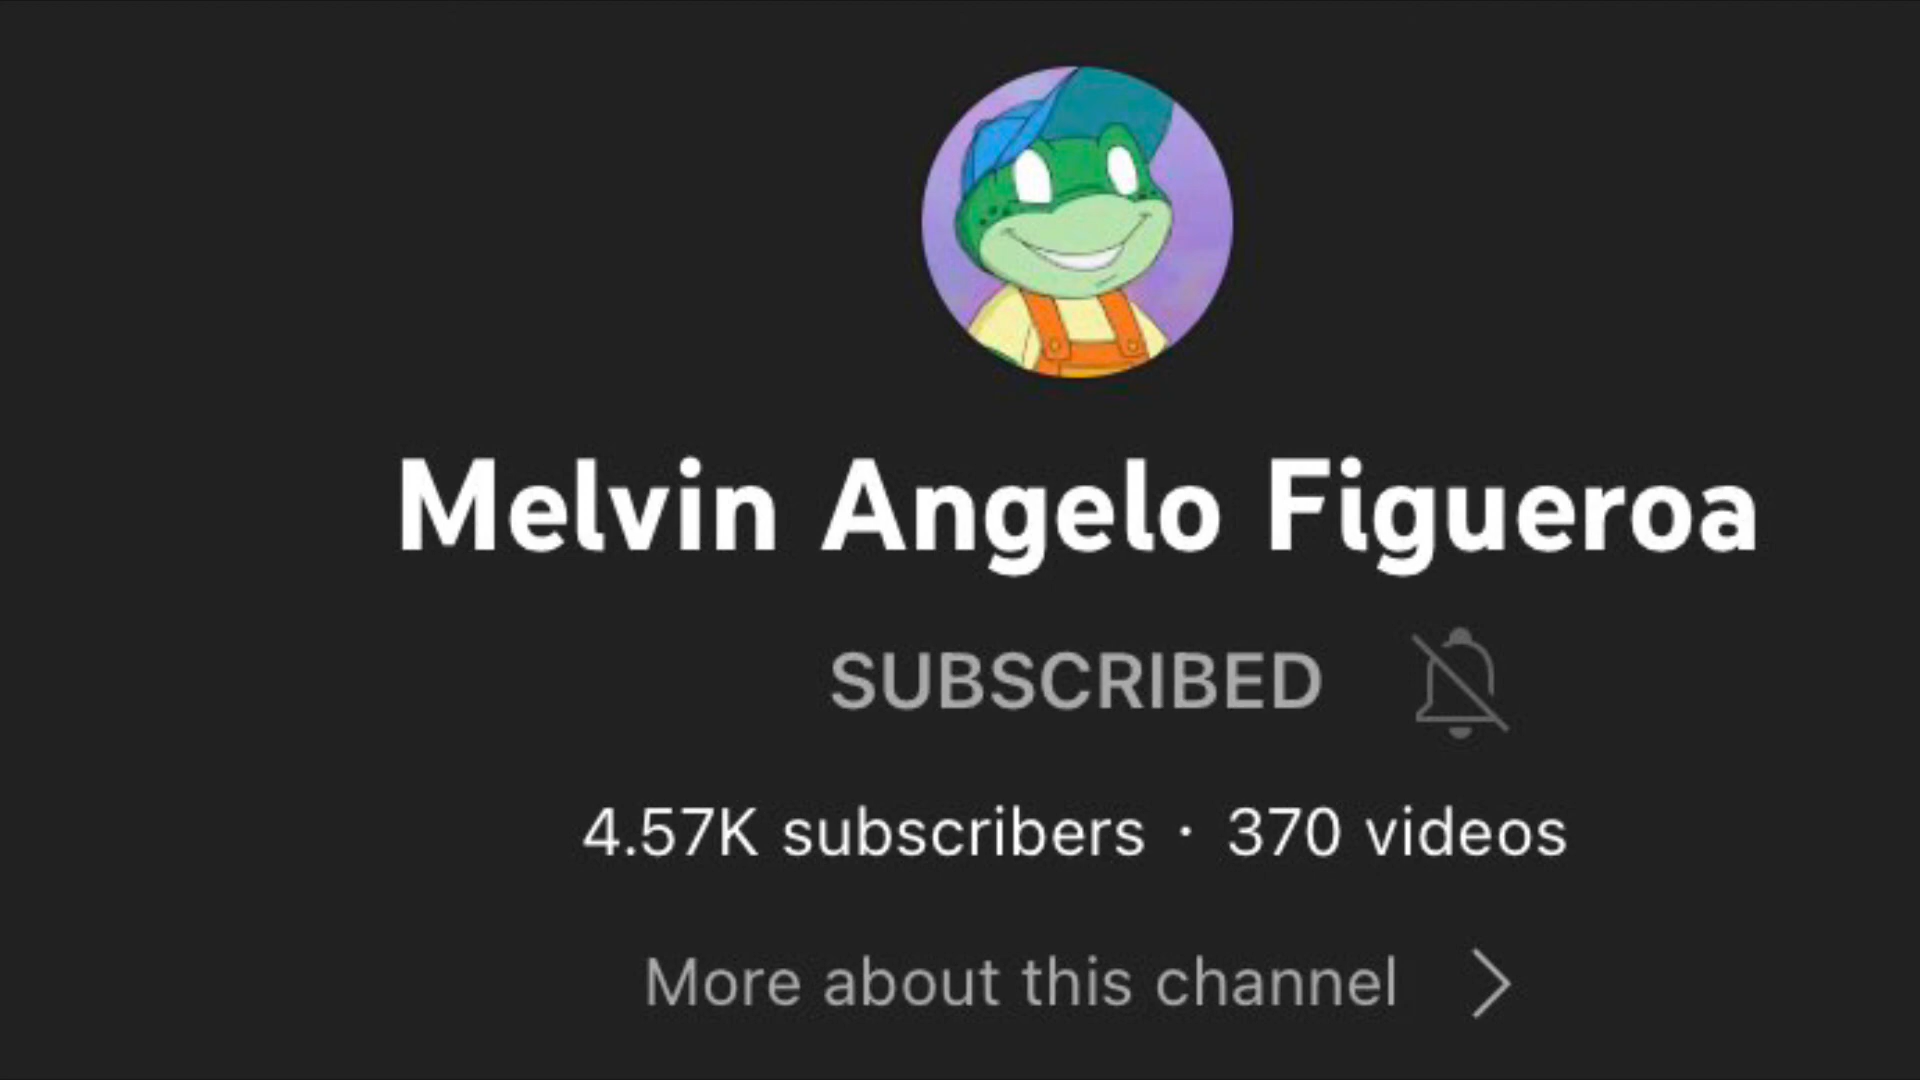 Melvin Angelo Figueroa
SUBSCRIBED
4.57K subscribers · 370 videos
More about this channel